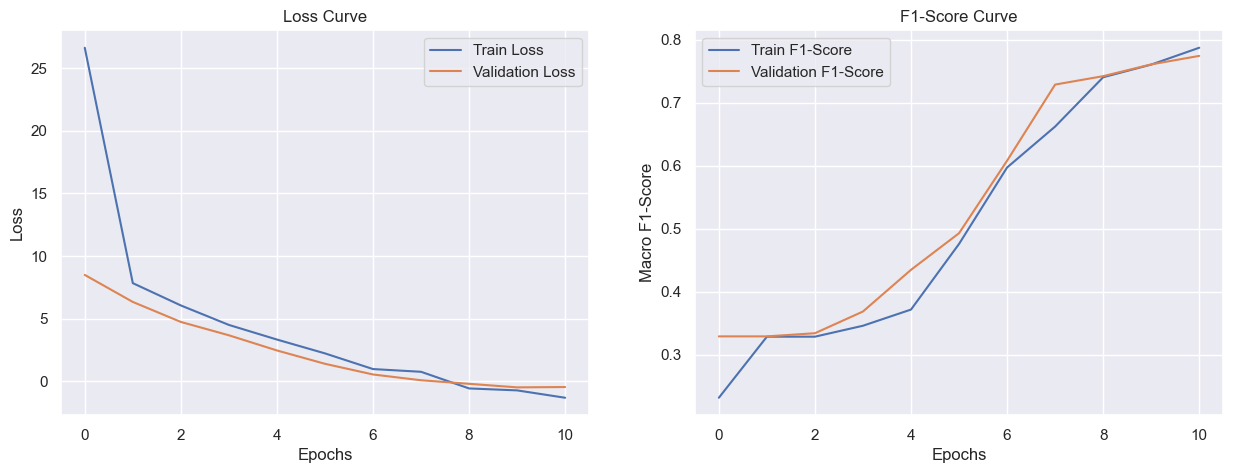 Loss Curve
Train Loss
Validation Loss
25
20
15
10
5
0
Loss
0 2 4 6 8 10
Epochs
F1-Score Curve
Train F1-Score
Validation F1-Score
0.8
0.7
0.6
0.5
0.4
0.3
Macro F1-Score
0 2 4 6 8 10
Epochs